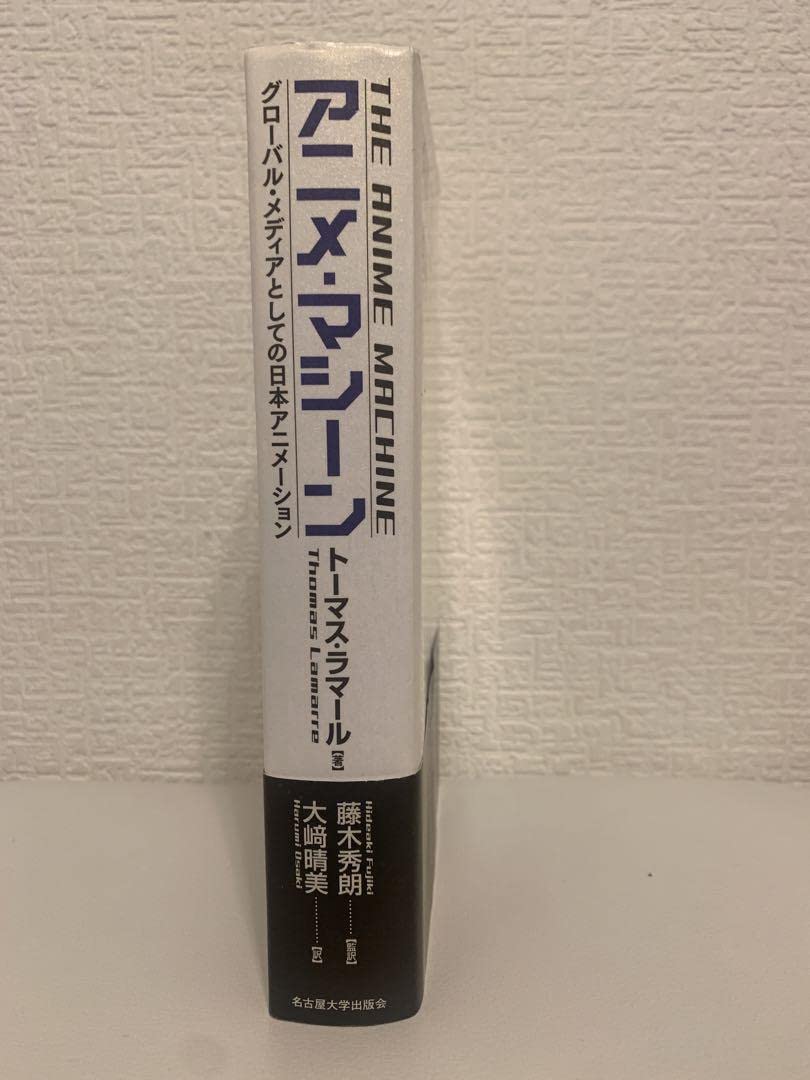 THE ANIME MACHINE
アニメ・マシーン
グローバル・メディアとしての日本アニメーション
トーマス・ラマール【著】
Thomas Lamarre
Hideaki Fujiki
藤木秀朗………【監訳】
大﨑晴美………【訳】
Harumi Osaki
名古屋大学出版会